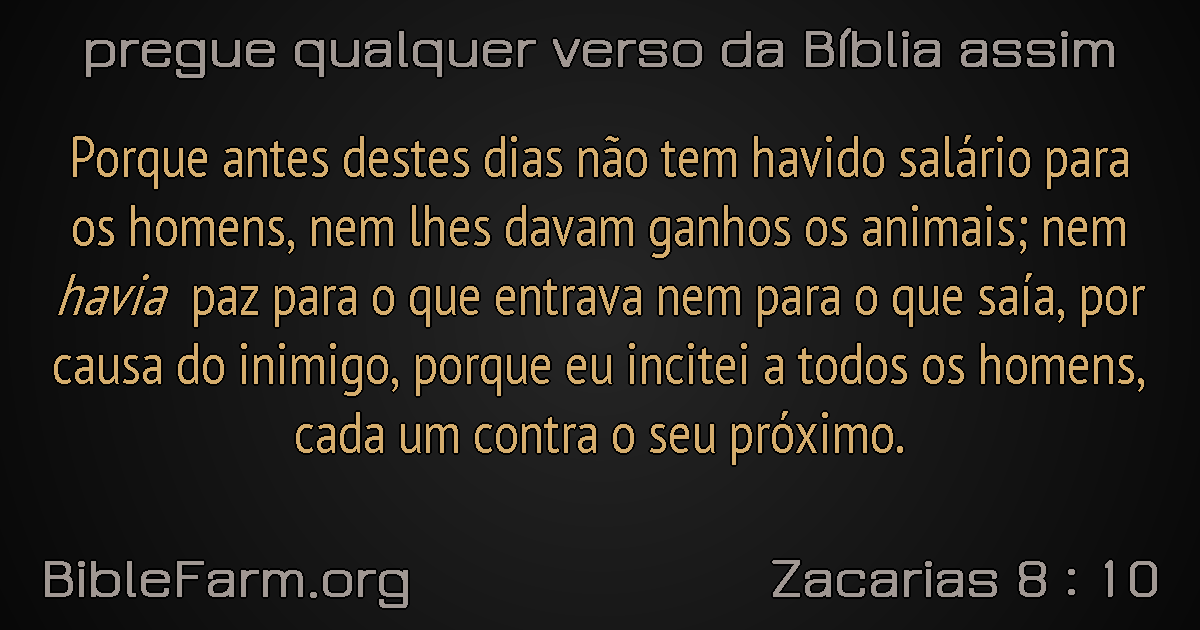 pregue qualquer verso da Bíblia assim
Porque antes destes dias não tem havido salário para
os homens, nem lhes davam ganhos os animais; nem
havia paz para o que entrava nem para o que saía, por
causa do inimigo, porque eu incitei a todos os homens,
cada um contra o seu próximo.
BibleFarm.org
Zacarias 8 : 10